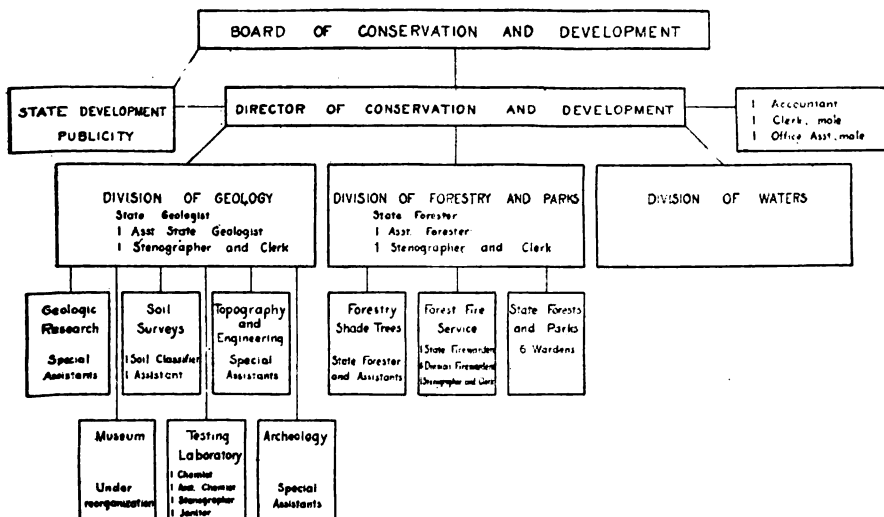 BOARD OF CONSERVATION AND DEVELOPMENT
STATE DEVELOPMENT
PUBLICITY
DIRECTOR OF CONSERVATION AND DEVELOPMENT
1 Accountant
1 Clerk, male
1 Office Asst, male
DIVISION OF GEOLOGY
State Geologist
1 Asst State Geologist
1 Stenographer and Clerk
DIVISION OF FORESTRY AND PARKS
State Forester
1 Asst. Forester
1 Stenographer and Clerk
DIVISION OF WATERS
Geologic
Research
Special
Assistants
Soil
Surveys
1 Soil Classifier
1 Assistant
Topography
and
Engineering
Special
Assistants
Forestry
Shade Trees
State Forester
and Assistants
Forest Fire
Service
1 State Firewarden
6 Division Firewardens
1 Stenographer and Clerk
State Forests
and Parks
6 Wardens
Museum
Under
reorganization
Testing
Laboratory
1 Chemist
1 Asst. Chemist
1 Stenographer
1 Janitor
Archeology
Special
Assistants